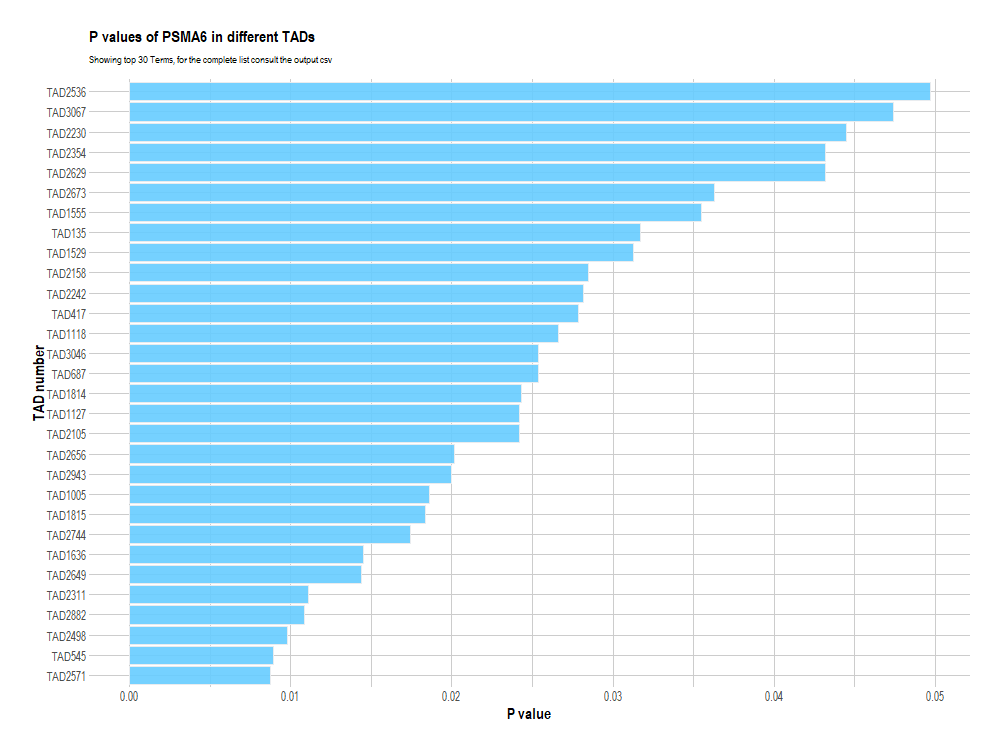 P values of PSMA6 in different TADs
Showing top 30 Terms, for the complete list consult the output csv
TAD number
TAD2536
TAD3067
TAD2230
TAD2354
TAD2629
TAD2673
TAD1555
TAD135
TAD1529
TAD2158
TAD2242
TAD417
TAD1118
TAD3046
TAD687
TAD1814
TAD1127
TAD2105
TAD2656
TAD2943
TAD1005
TAD1815
TAD2744
TAD1636
TAD2649
TAD2311
TAD2882
TAD2498
TAD545
TAD2571
0.00 0.01 0.02 0.03 0.04 0.05
P value